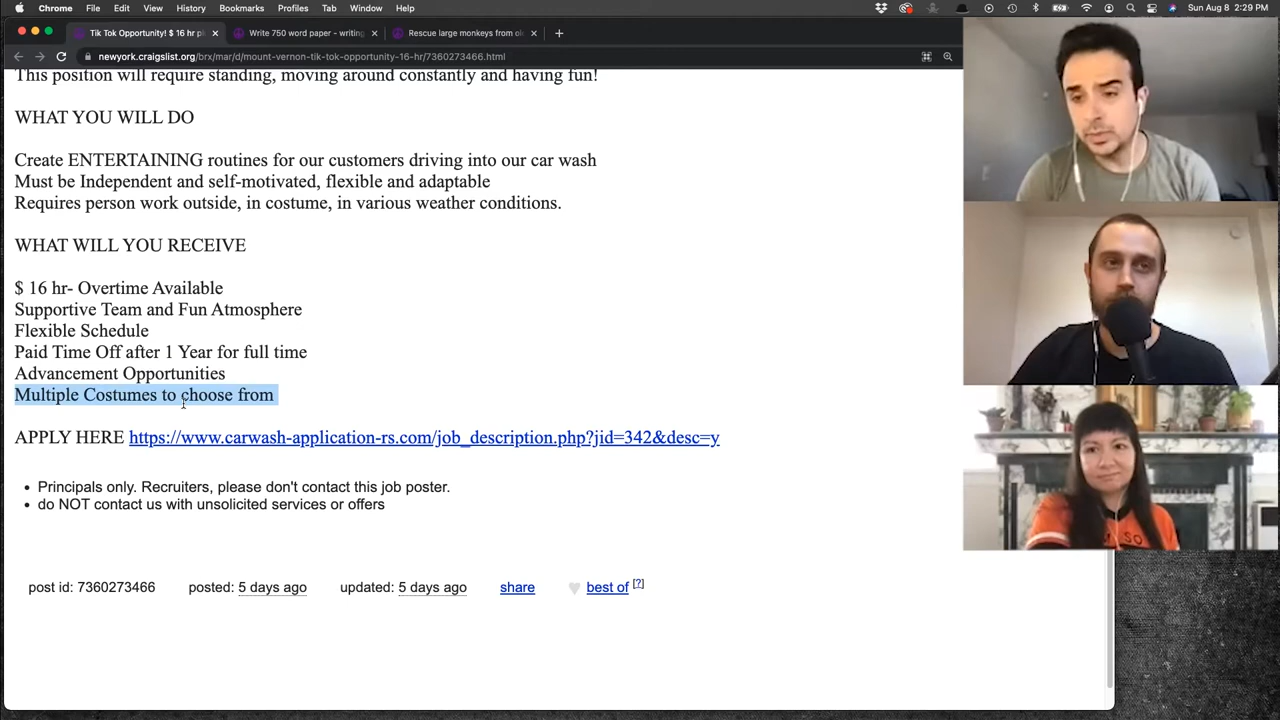 Chrome File Edit View History Bookmarks Profiles Tab Window Help Sun Aug 8 2:29 PM
Tik Tok Opportunity! $ 16 hr pl Write 750 word paper - writing Rescue large monkeys from ol
newyork.craigslist.org/brx/mar/d/mount-vernon-tik-tok-opportunity-16-hr/7360273466.html
This position will require standing, moving around constantly and having fun!
WHAT YOU WILL DO
Create ENTERTAINING routines for our customers driving into our car wash
Must be Independent and self-motivated, flexible and adaptable
Requires person work outside, in costume, in various weather conditions.
WHAT WILL YOU RECEIVE
$ 16 hr- Overtime Available
Supportive Team and Fun Atmosphere
Flexible Schedule
Paid Time Off after 1 Year for full time
Advancement Opportunities
Multiple Costumes to choose from
APPLY HERE https://www.carwash-application-rs.com/job_description.php?jid=342&desc=y
• Principals only. Recruiters, please don't contact this job poster.
• do NOT contact us with unsolicited services or offers
post id: 7360273466 posted: 5 days ago updated: 5 days ago share ♥ best of [?]